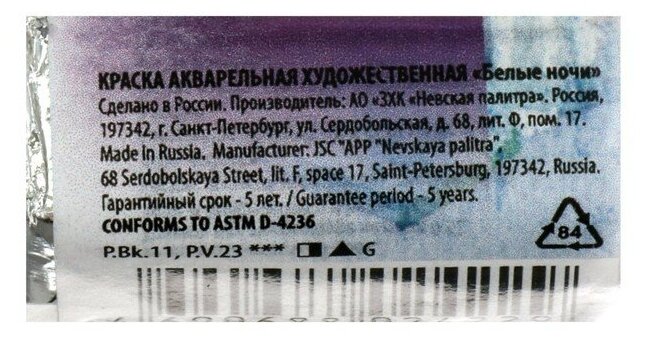 КРАСКА АКВАРЕЛЬНАЯ ХУДОЖЕСТВЕННАЯ «Белые ночи»
Сделано в России. Производитель: АО «ЗХК «Невская палитра». Россия,
197342, г. Санкт-Петербург, ул. Сердобольская, д. 68, лит. Ф, пом. 17.
Made in Russia. Manufacturer: JSC "APP "Nevskaya palitra",
68 Serdobolskaya Street, lit. F, space 17, Saint-Petersburg, 197342, Russia.
Гарантийный срок - 5 лет. / Guarantee period - 5 years.
CONFORMS TO ASTM D-4236
84
P.Bk.11, P.V.23 *** G